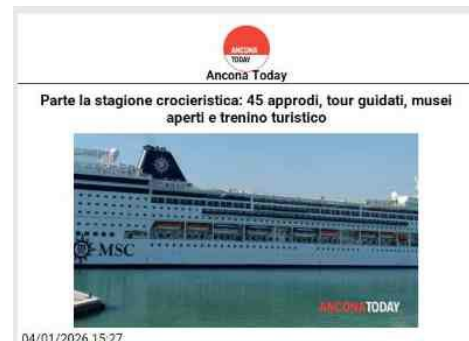 ANCONA
TODAY
Ancona Today
Parte la stagione crocieristica: 45 approdi, tour guidati, musei
aperti e trenino turistico
MSC
ANCONATODAY
04/01/2026 15:27